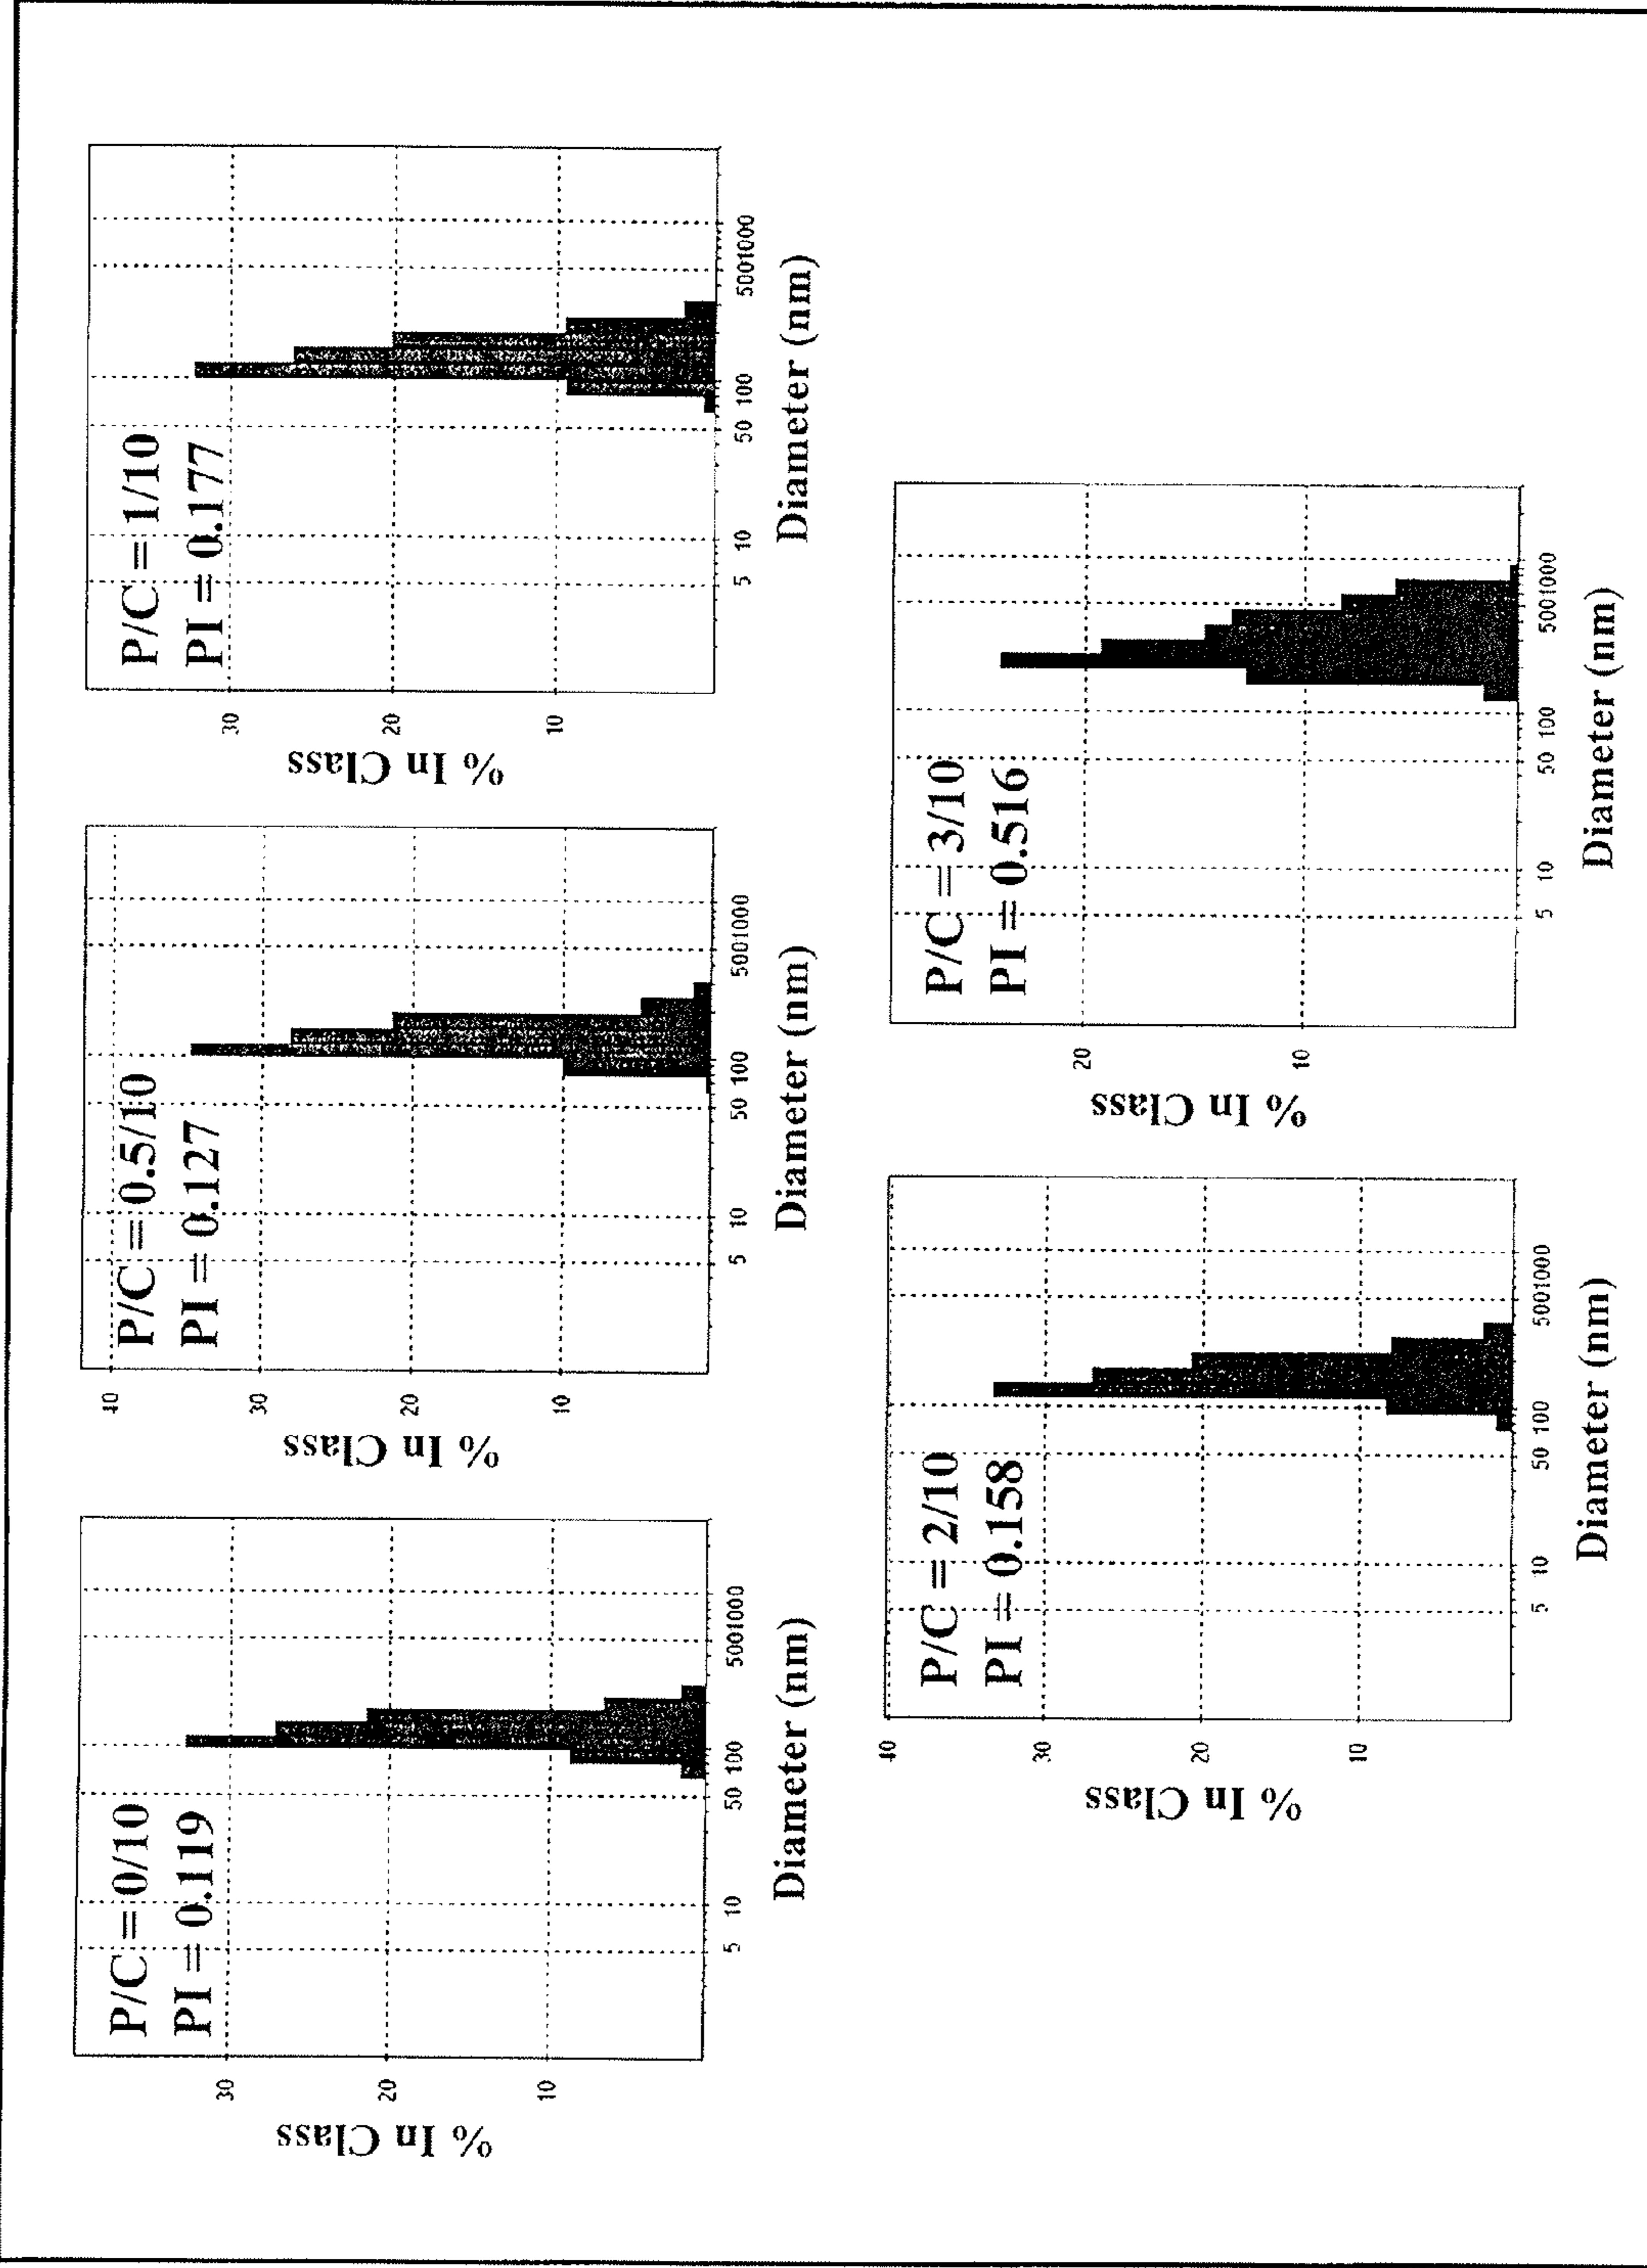 P/C = 0/10
PI = 0.119
% In Class
30
20
10
5 10 50 100 500 1000
Diameter (nm)
P/C = 0.5/10
PI = 0.127
% In Class
40
30
20
10
5 10 50 100 500 1000
Diameter (nm)
P/C = 1/10
PI = 0.177
% In Class
30
20
10
5 10 50 100 500 1000
Diameter (nm)
P/C = 2/10
PI = 0.158
% In Class
40
30
20
10
5 10 50 100 500 1000
Diameter (nm)
P/C = 3/10
PI = 0.516
% In Class
20
10
5 10 50 100 500 1000
Diameter (nm)